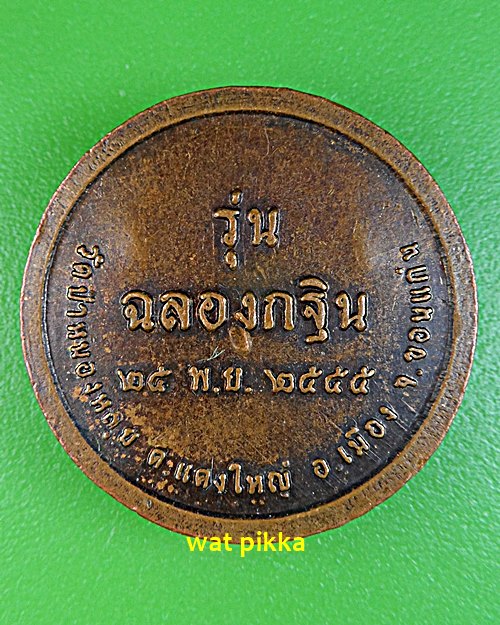 รุ่น
ฉลองกฐิน
๒๕ พ.ย. ๒๕๔๕
วัดป่าหนองหลุบ ต.แดงใหญ่ อ.เมือง จ.ขอนแก่น
wat pikka